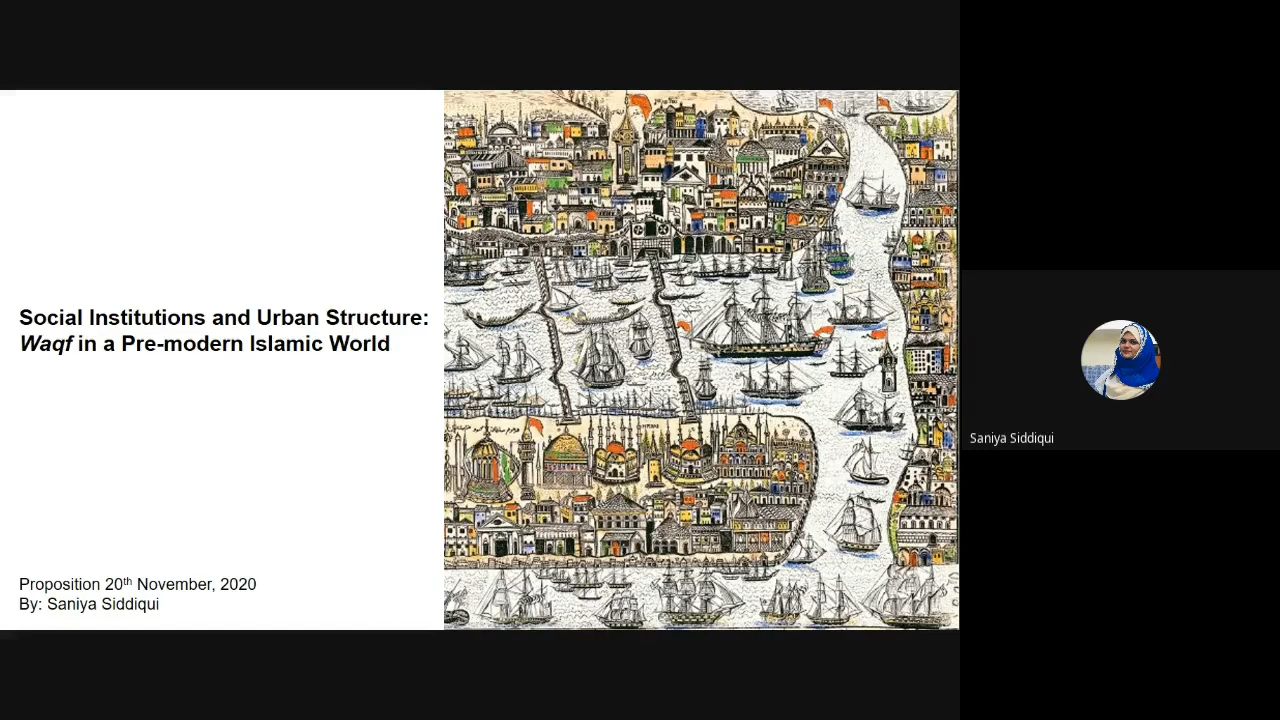 Social Institutions and Urban Structure:
Waqf in a Pre-modern Islamic World
Proposition 20th November, 2020
By: Saniya Siddiqui
Saniya Siddiqui